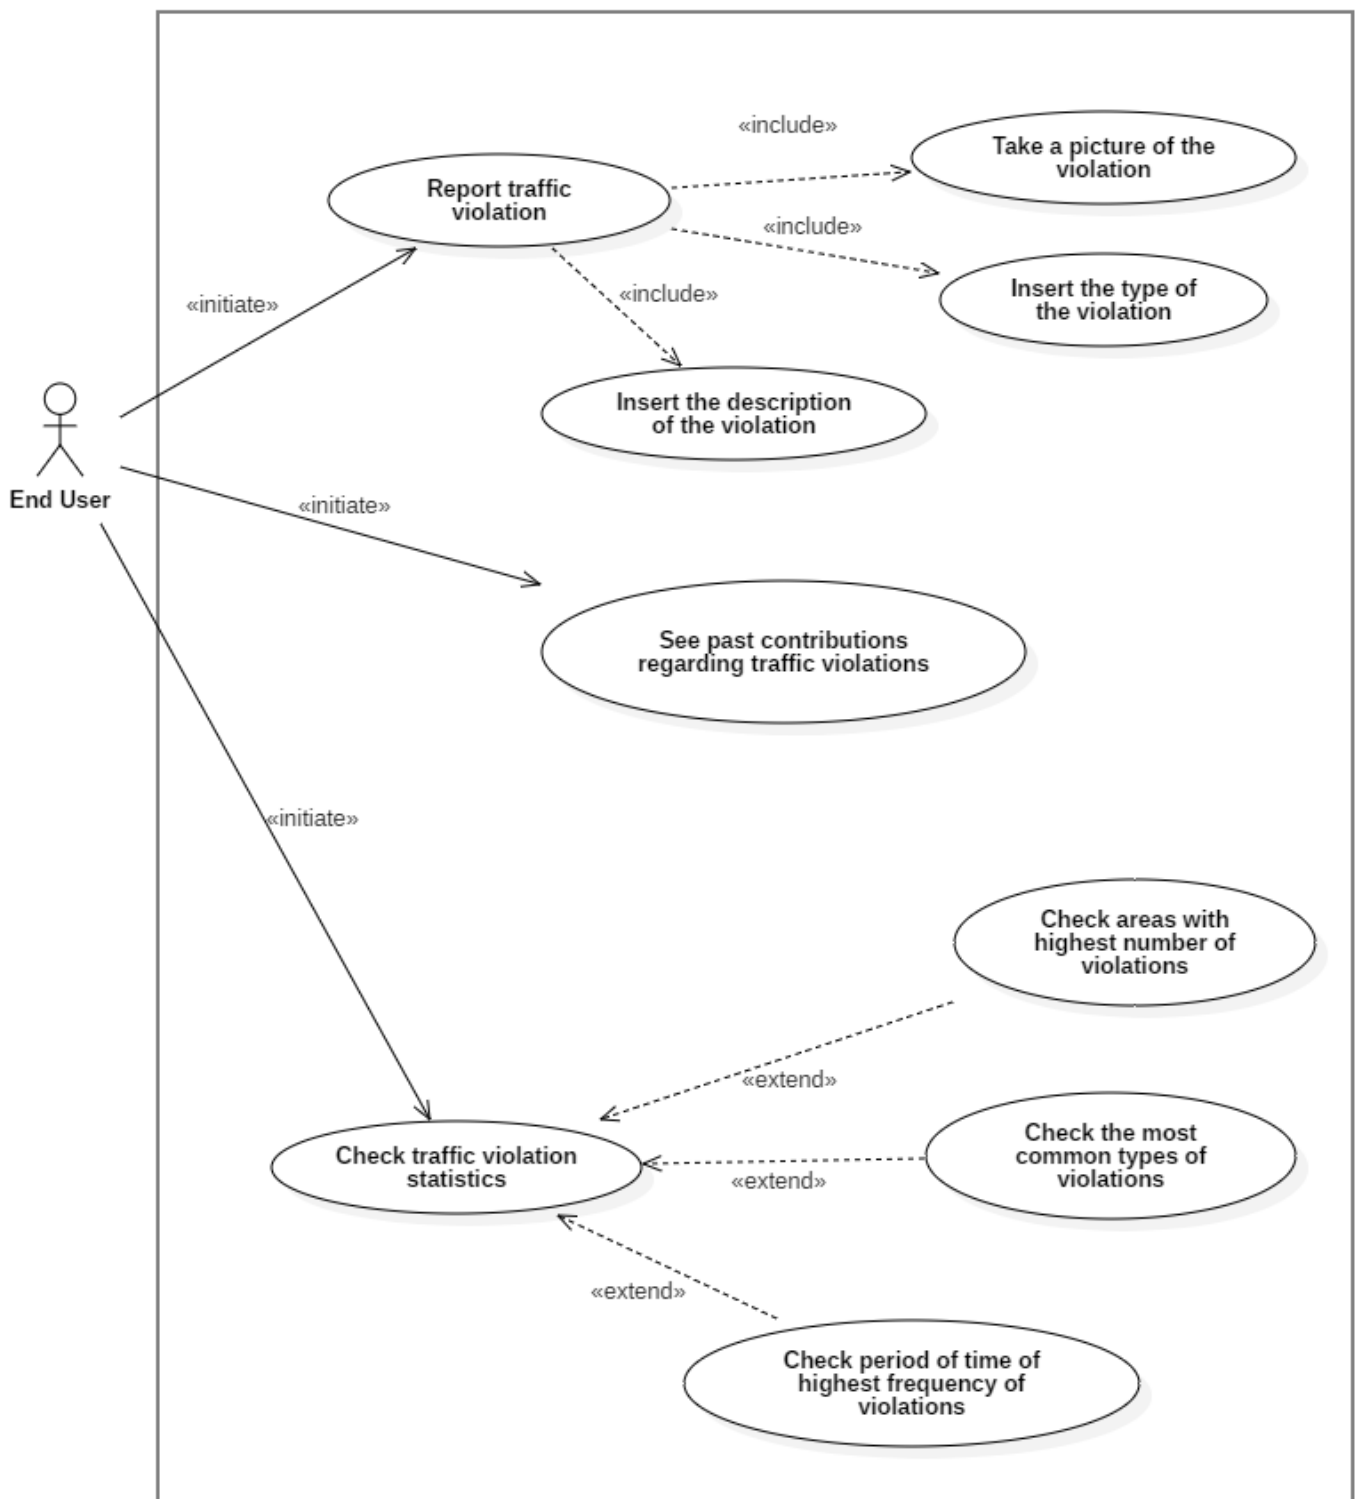 «include»
Take a picture of the
violation
Report traffic
violation
«include»
Insert the type of
the violation
«initiate»
«include»
Insert the description
of the violation
End User
«initiate»
See past contributions
regarding traffic violations
«initiate»
Check areas with
highest number of
violations
«extend»
Check the most
common types of
violations
Check traffic violation
statistics
«extend»
«extend»
Check period of time of
highest frequency of
violations